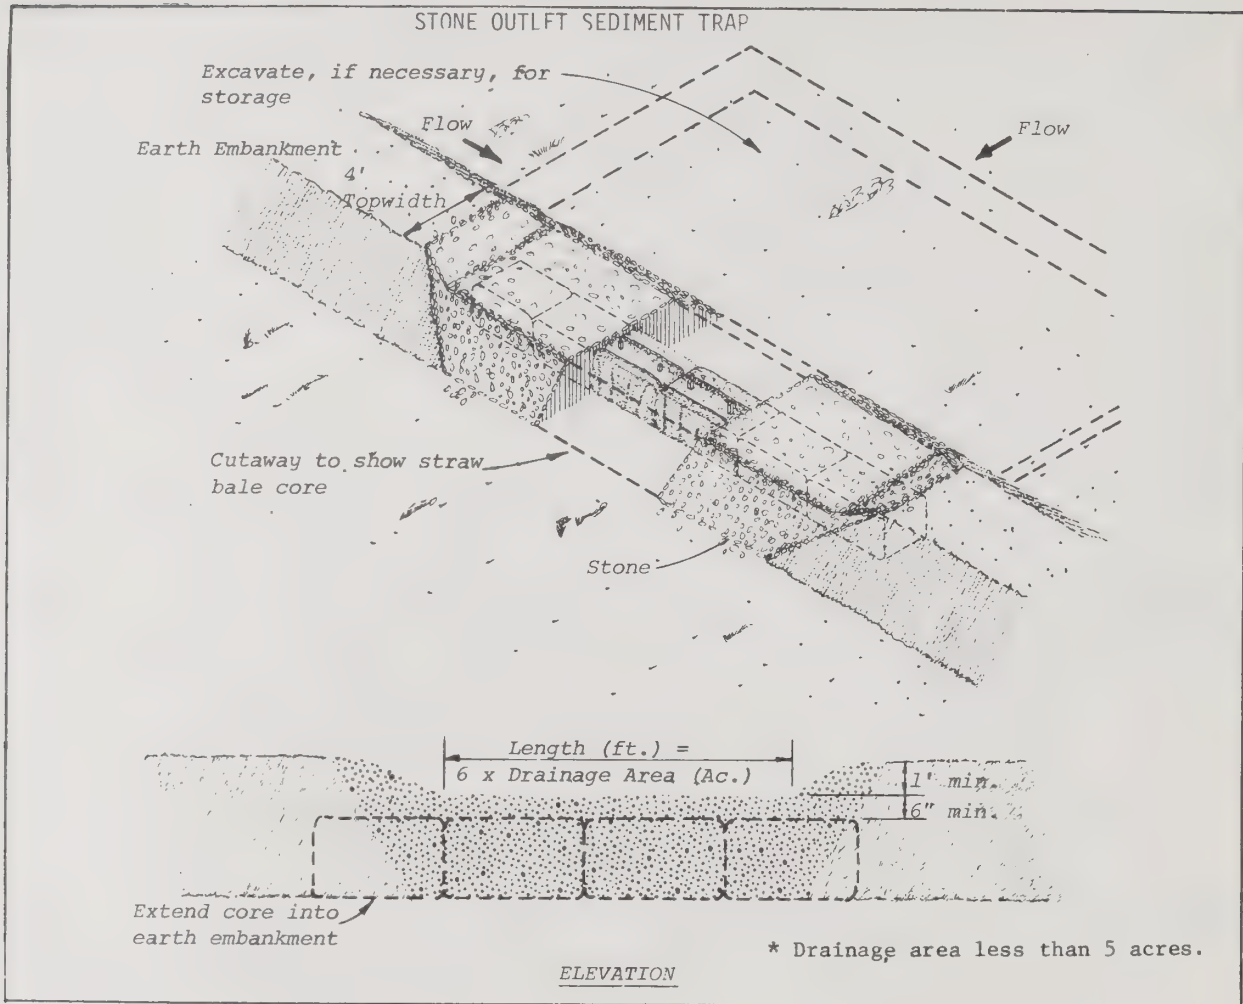 STONE OUTLFT SEDIMENT TRAP
Excavate, if necessary, for
storage
Flow
Flow
Earth Embankment
4'
Topwidth
Cutaway to show straw
bale core
Stone
Length (ft.) =
6 x Drainage Area (Ac.)
1' min.
6" min.
Extend core into
earth embankment
* Drainage area less than 5 acres.
ELEVATION